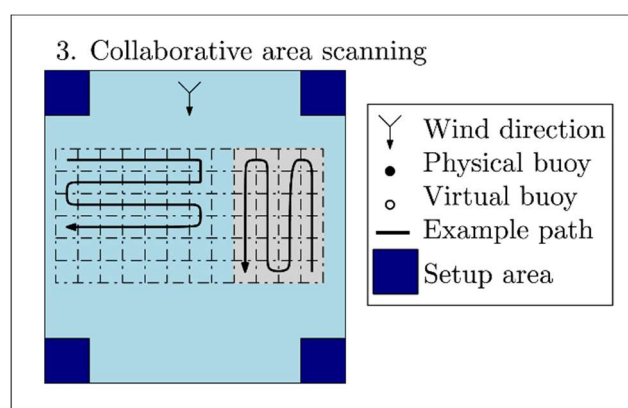 3. Collaborative area scanning
Wind direction
Physical buoy
Virtual buoy
Example path
Setup area